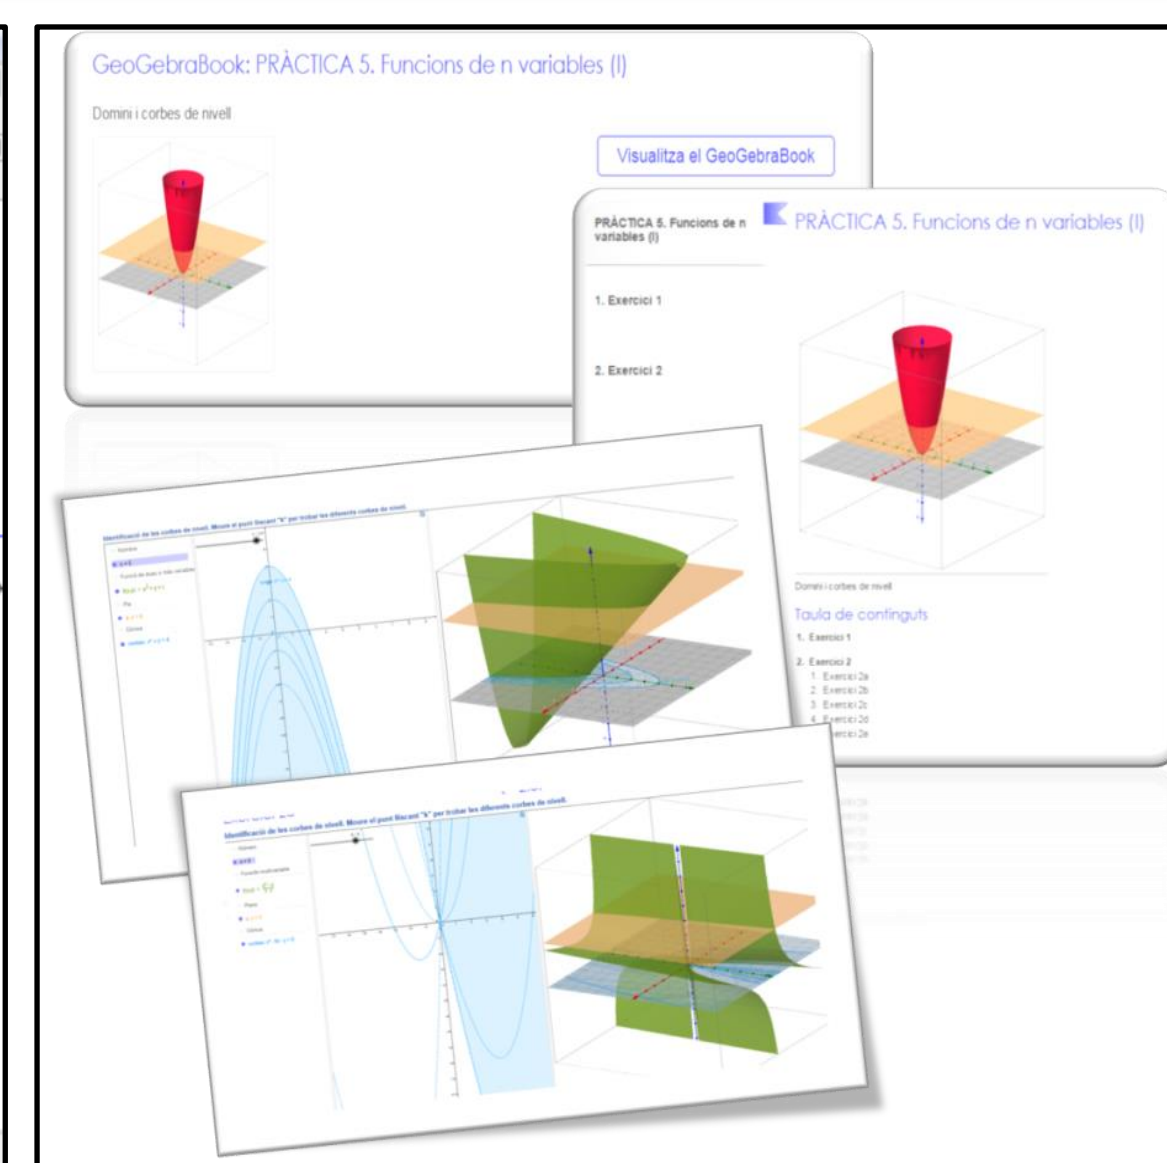 GeoGebraBook: PRÀCTICA 5. Funcions de n variables (I)
Domini i corbes de nivell
Visualitza el GeoGebraBook
PRÀCTICA 5. Funcions de n
variables (I)
1. Exercici 1
2. Exercici 2
PRÀCTICA 5. Funcions de n variables (I)
Domini i corbes de nivell
Taula de continguts
1. Exercici 1
2. Exercici 2
1. Exercici 2a
2. Exercici 2b
3. Exercici 2c
4. Exercici 2d
Exercici 2e
Identificació de les corbes de nivell. Moure el punt lliscant "k" per trobar les diferents corbes de nivell.
Identificació de les corbes de nivell. Moure el punt lliscant "k" per trobar les diferents corbes de nivell.